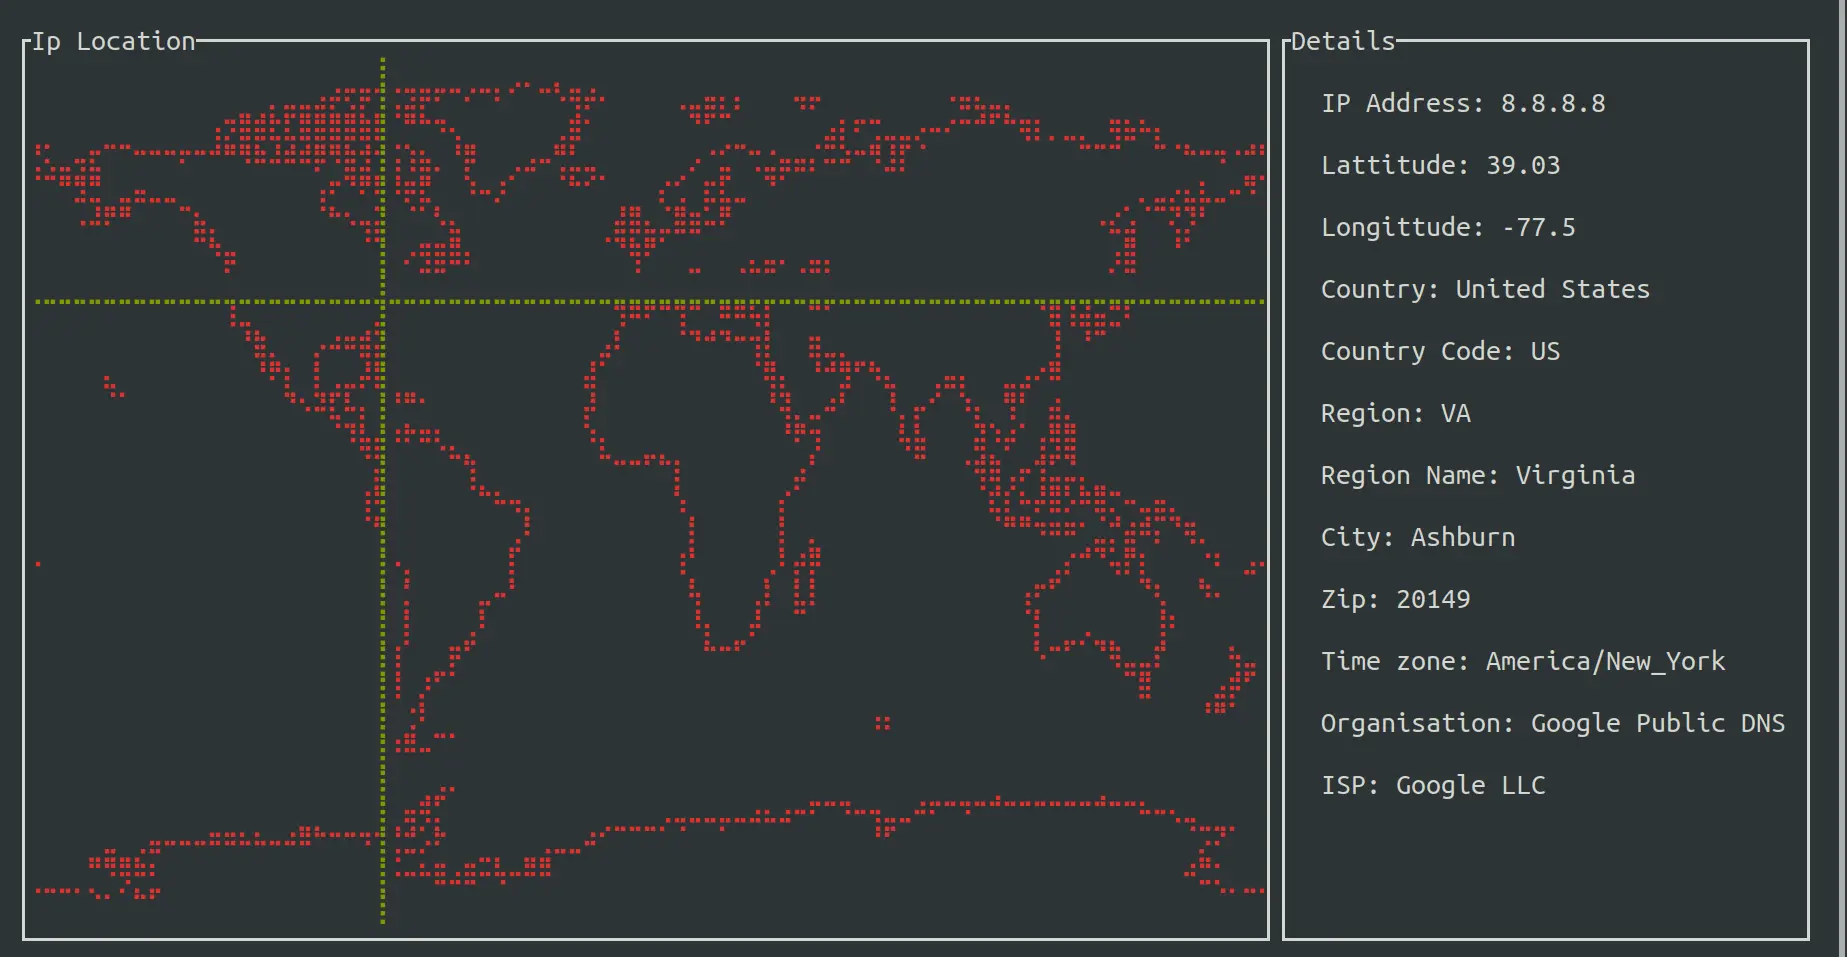 Ip Location
Details
IP Address: 8.8.8.8
Lattitude: 39.03
Longittude: -77.5
Country: United States
Country Code: US
Region: VA
Region Name: Virginia
City: Ashburn
Zip: 20149
Time zone: America/New_York
Organisation: Google Public DNS
ISP: Google LLC